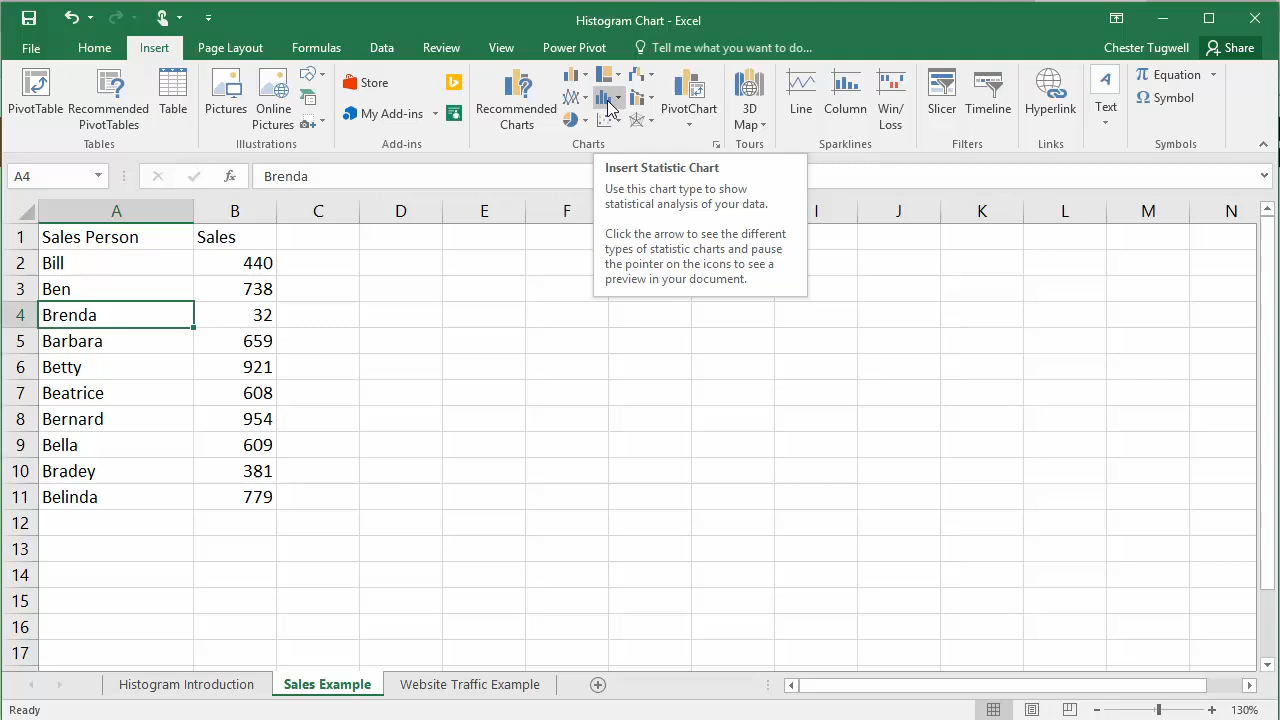 Histogram Chart - Excel
File Home Insert Page Layout Formulas Data Review View Power Pivot Tell me what you want to do... Chester Tugwell Share
PivotTable
Recommended
PivotTables
Table
Tables
Pictures
Online
Pictures
Illustrations
Store
My Add-ins
Add-ins
Recommended
Charts
PivotChart
Charts
3D
Map
Tours
Line
Column
Win/
Loss
Sparklines
Slicer
Timeline
Filters
Hyperlink
Links
A
Text
π Equation
Ω Symbol
Symbols
A4 fx Brenda
Insert Statistic Chart
Use this chart type to show
statistical analysis of your data.
Click the arrow to see the different
types of statistic charts and pause
the pointer on the icons to see a
preview in your document.
A B C D E F I J K L M N
1 Sales Person Sales
2 Bill 440
3 Ben 738
4 Brenda 32
5 Barbara 659
6 Betty 921
7 Beatrice 608
8 Bernard 954
9 Bella 609
10 Bradey 381
11 Belinda 779
12
13
14
15
16
17
Histogram Introduction Sales Example Website Traffic Example
Ready 130%